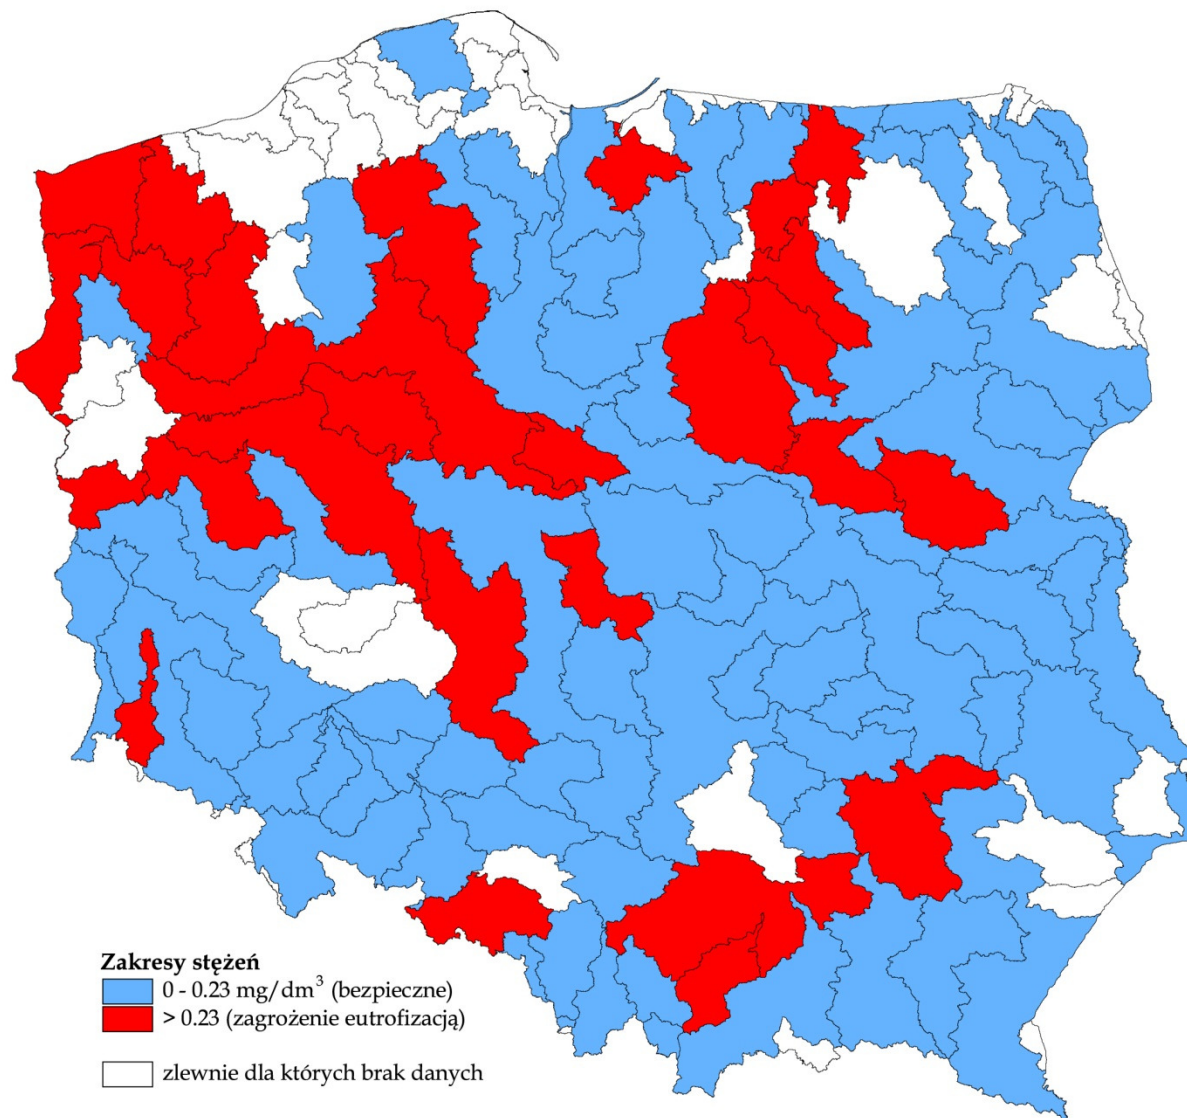 Zakresy stężeń
0 - 0.23 mg/dm³ (bezpieczne)
> 0.23 (zagrożenie eutrofizacją)
zlewnie dla których brak danych